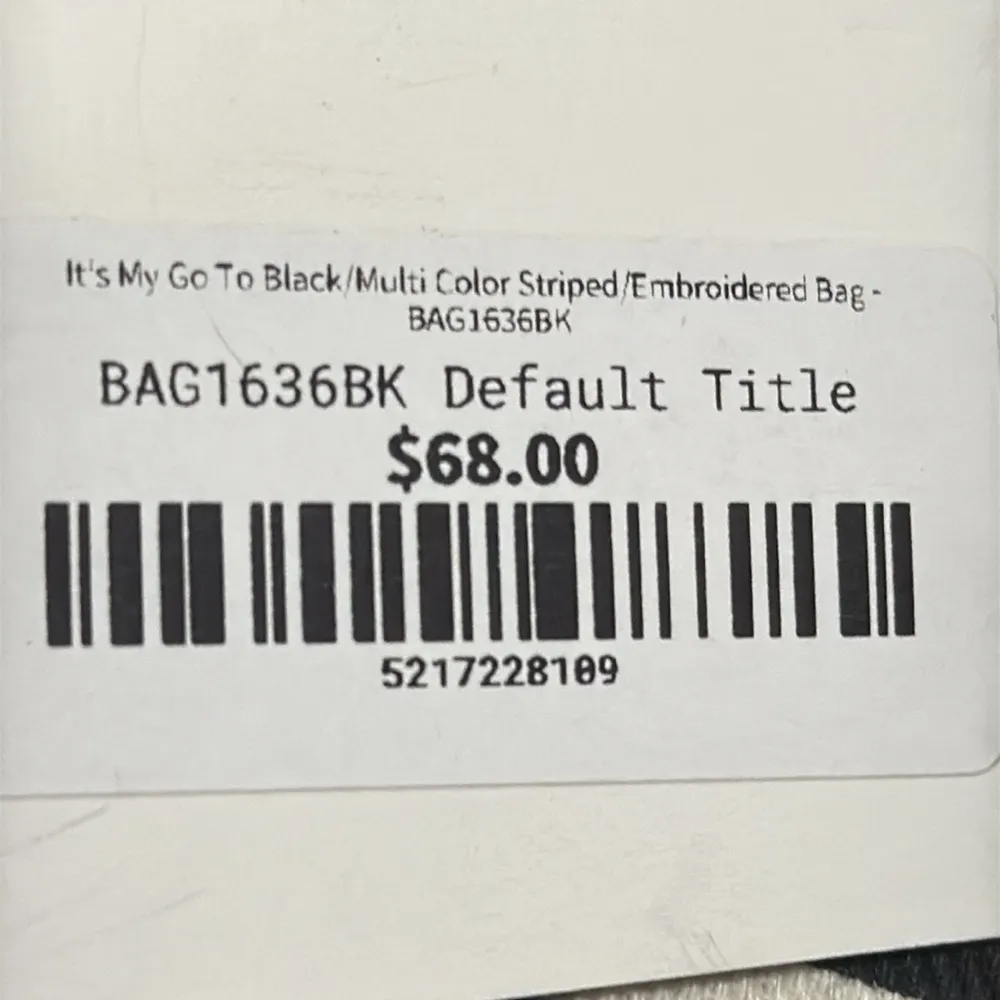 It's My Go To Black/Multi Color Striped/Embroidered Bag -
BAG1636BK
BAG1636BK Default Title
$68.00
5217228109